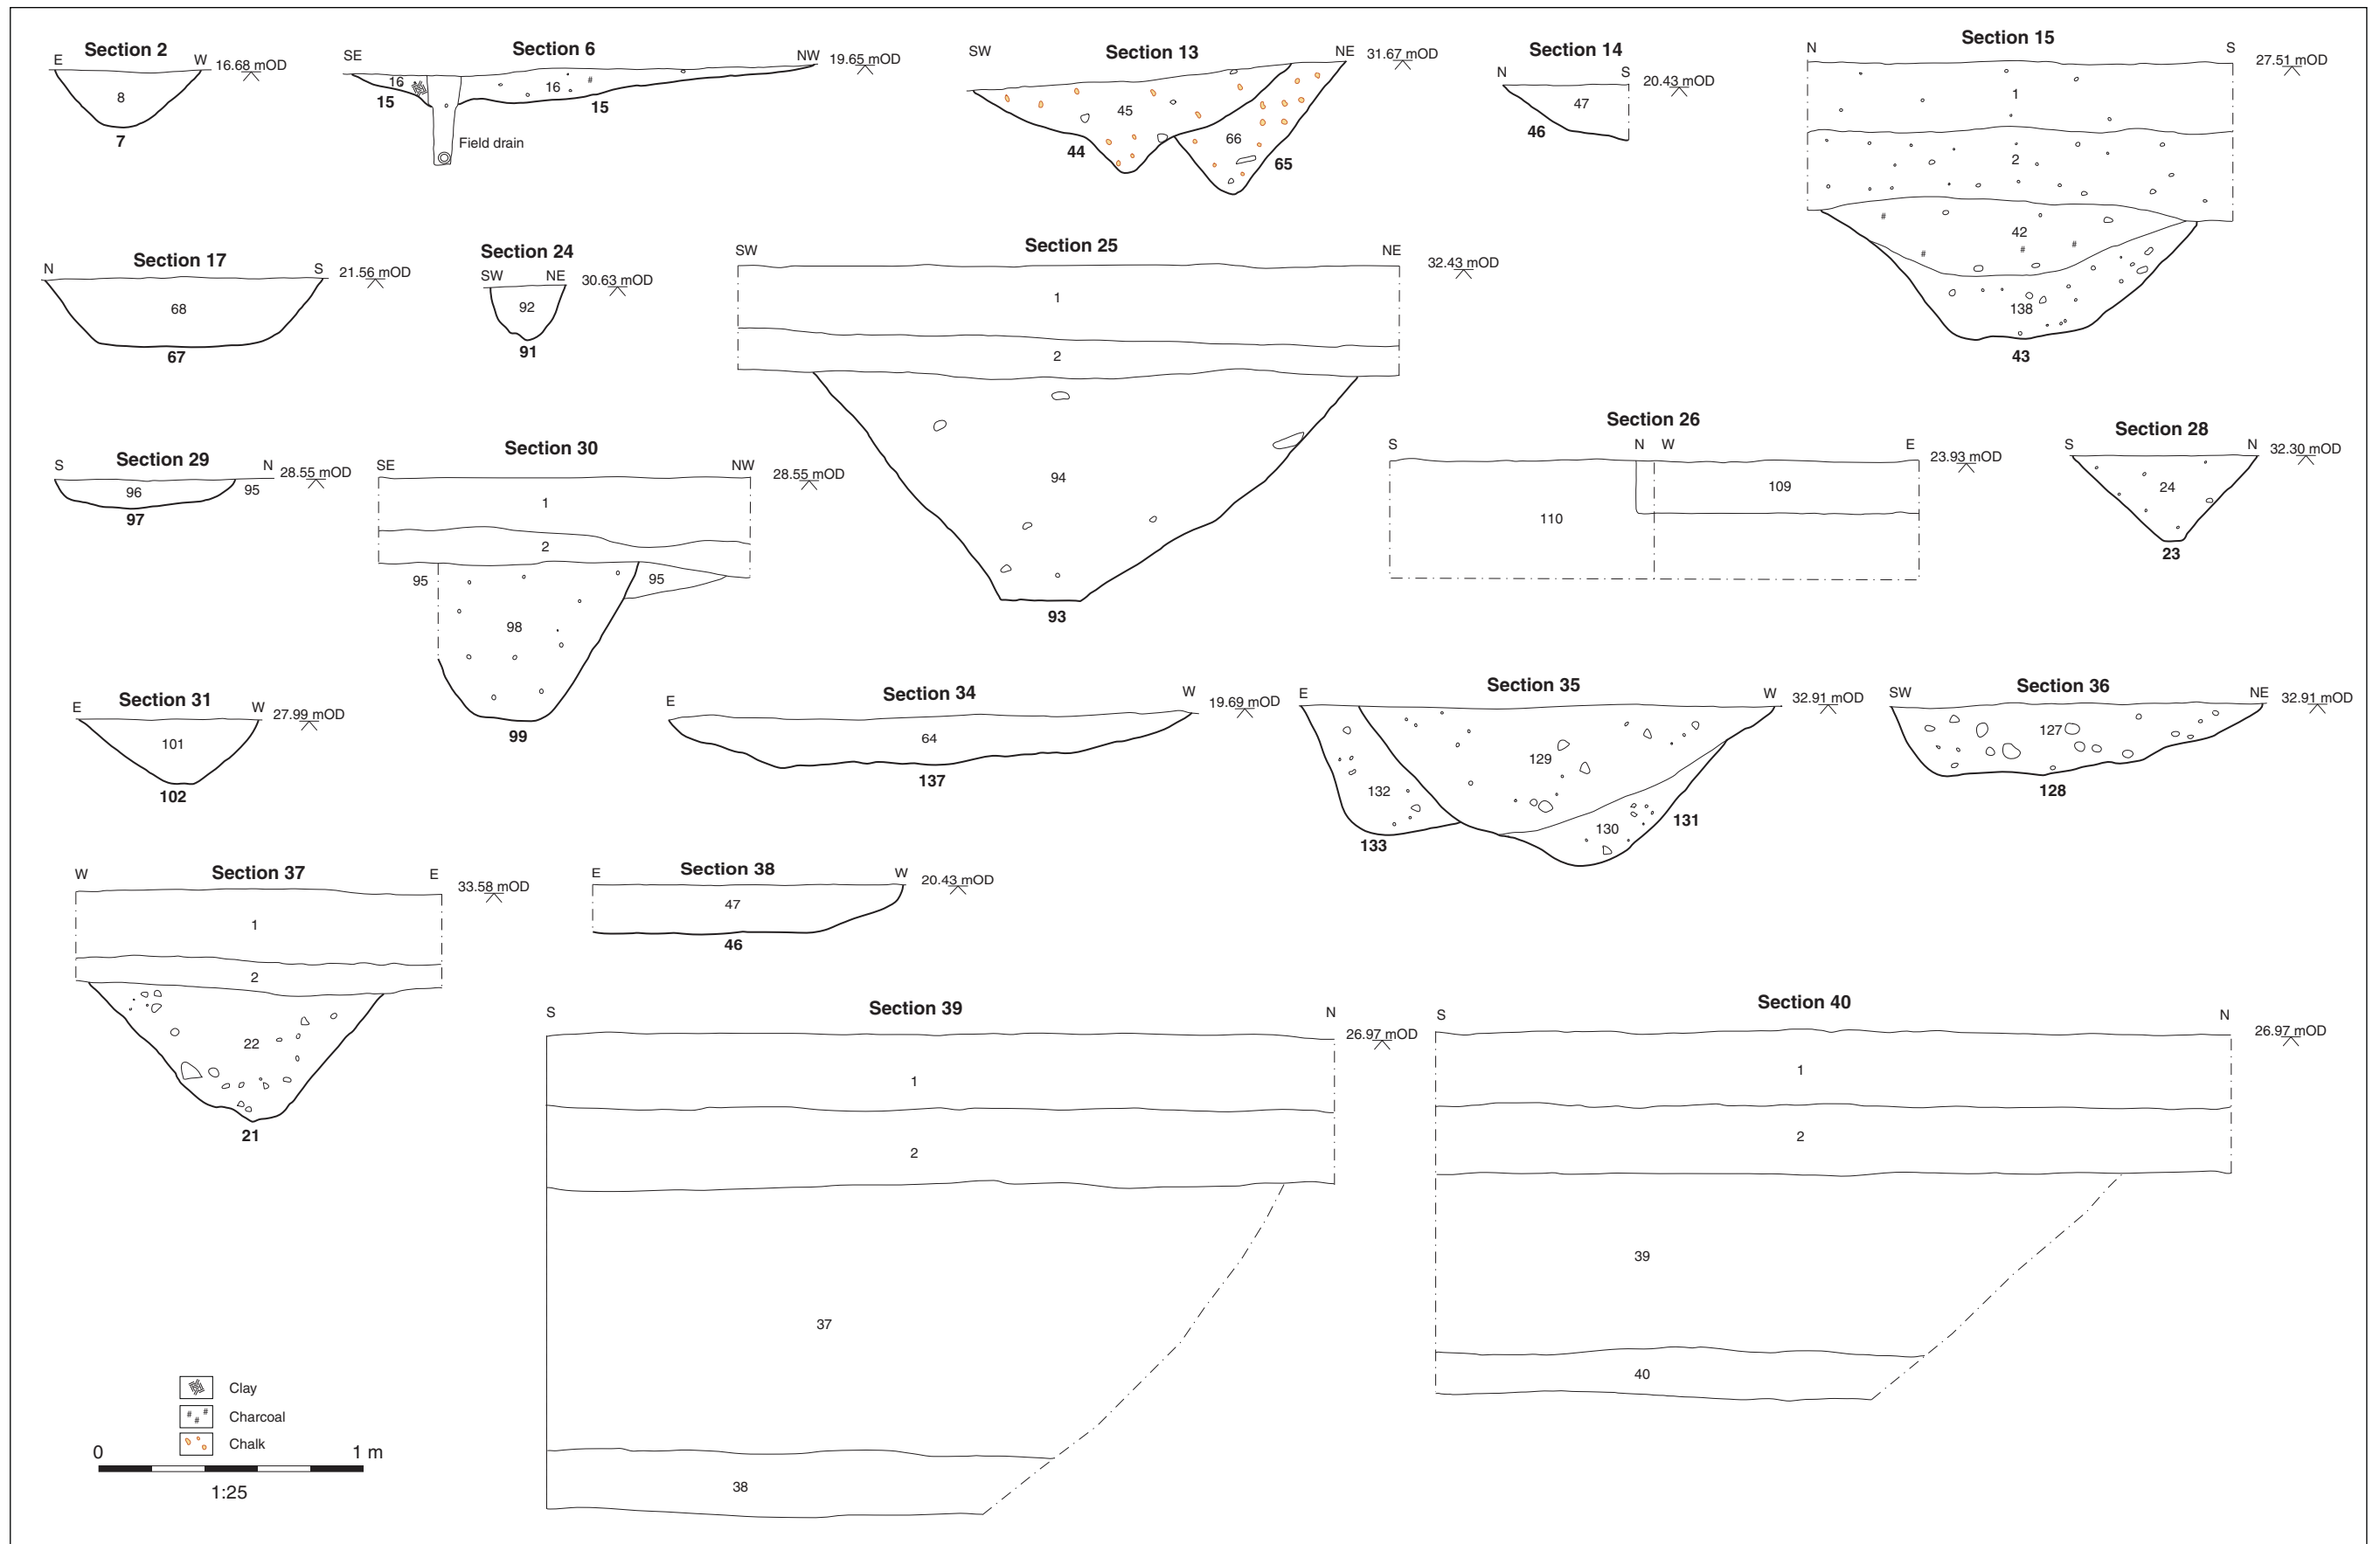 Section 2
E
W
16.68 mOD
8
7
Section 6
SE
NW
19.65 mOD
16
16
15
15
Field drain
Section 13
SW
NE
31.67 mOD
45
66
44
65
Section 14
N
S
20.43 mOD
47
46
Section 15
N
S
27.51 mOD
1
2
42
138
43
Section 17
N
S
21.56 mOD
68
67
Section 24
SW
NE
30.63 mOD
92
91
Section 25
SW
NE
32.43 mOD
1
2
94
93
Section 26
S
N
W
E
23.93 mOD
109
110
Section 28
S
N
32.30 mOD
24
23
Section 29
S
N
28.55 mOD
96
95
97
Section 30
SE
NW
28.55 mOD
1
2
95
95
98
99
Section 31
E
W
27.99 mOD
101
102
Section 34
E
W
19.69 mOD
64
137
Section 35
E
W
32.91 mOD
129
132
130
131
133
Section 36
SW
NE
32.91 mOD
127
128
Section 37
W
E
33.58 mOD
1
2
22
21
Section 38
E
W
20.43 mOD
47
46
Section 39
S
N
26.97 mOD
1
2
37
38
Section 40
S
N
26.97 mOD
1
2
39
40
Clay
Charcoal
Chalk
0
1 m
1:25